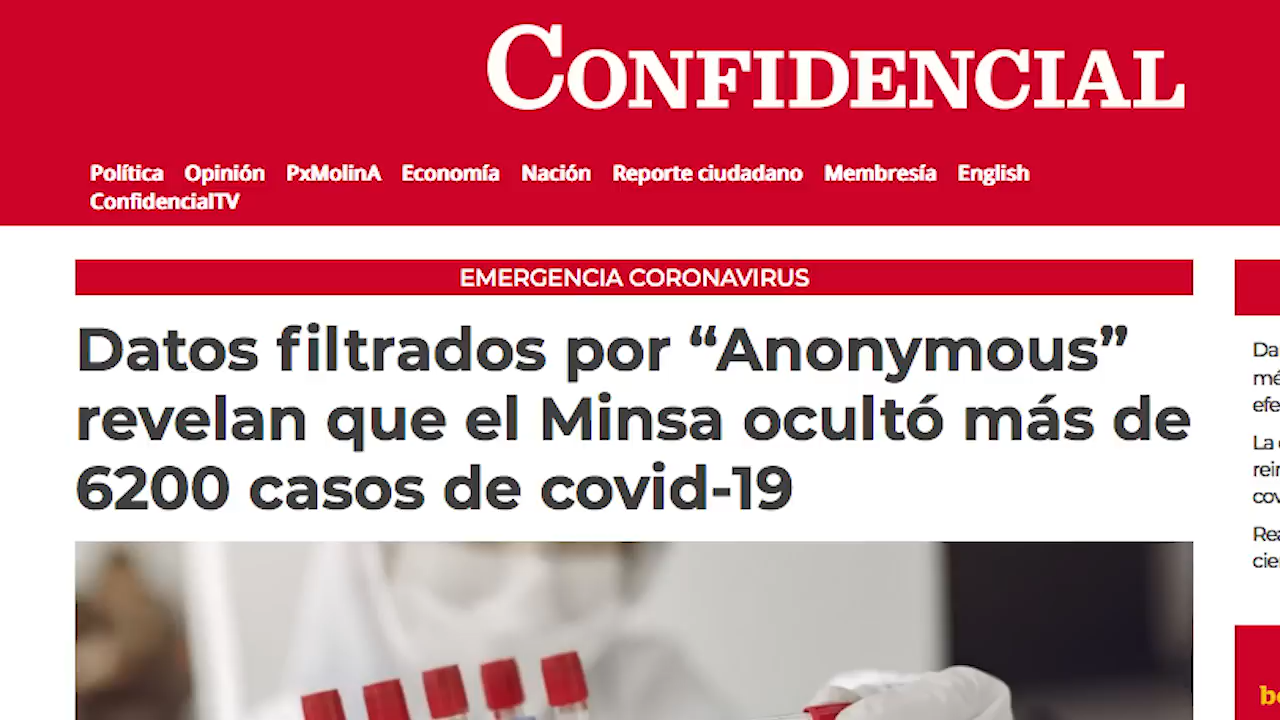 CONFIDENCIAL
Política Opinión PxMolinA Economía Nación Reporte ciudadano Membresía English
ConfidencialTV
EMERGENCIA CORONAVIRUS
Datos filtrados por “Anonymous”
revelan que el Minsa ocultó más de
6200 casos de covid-19
La